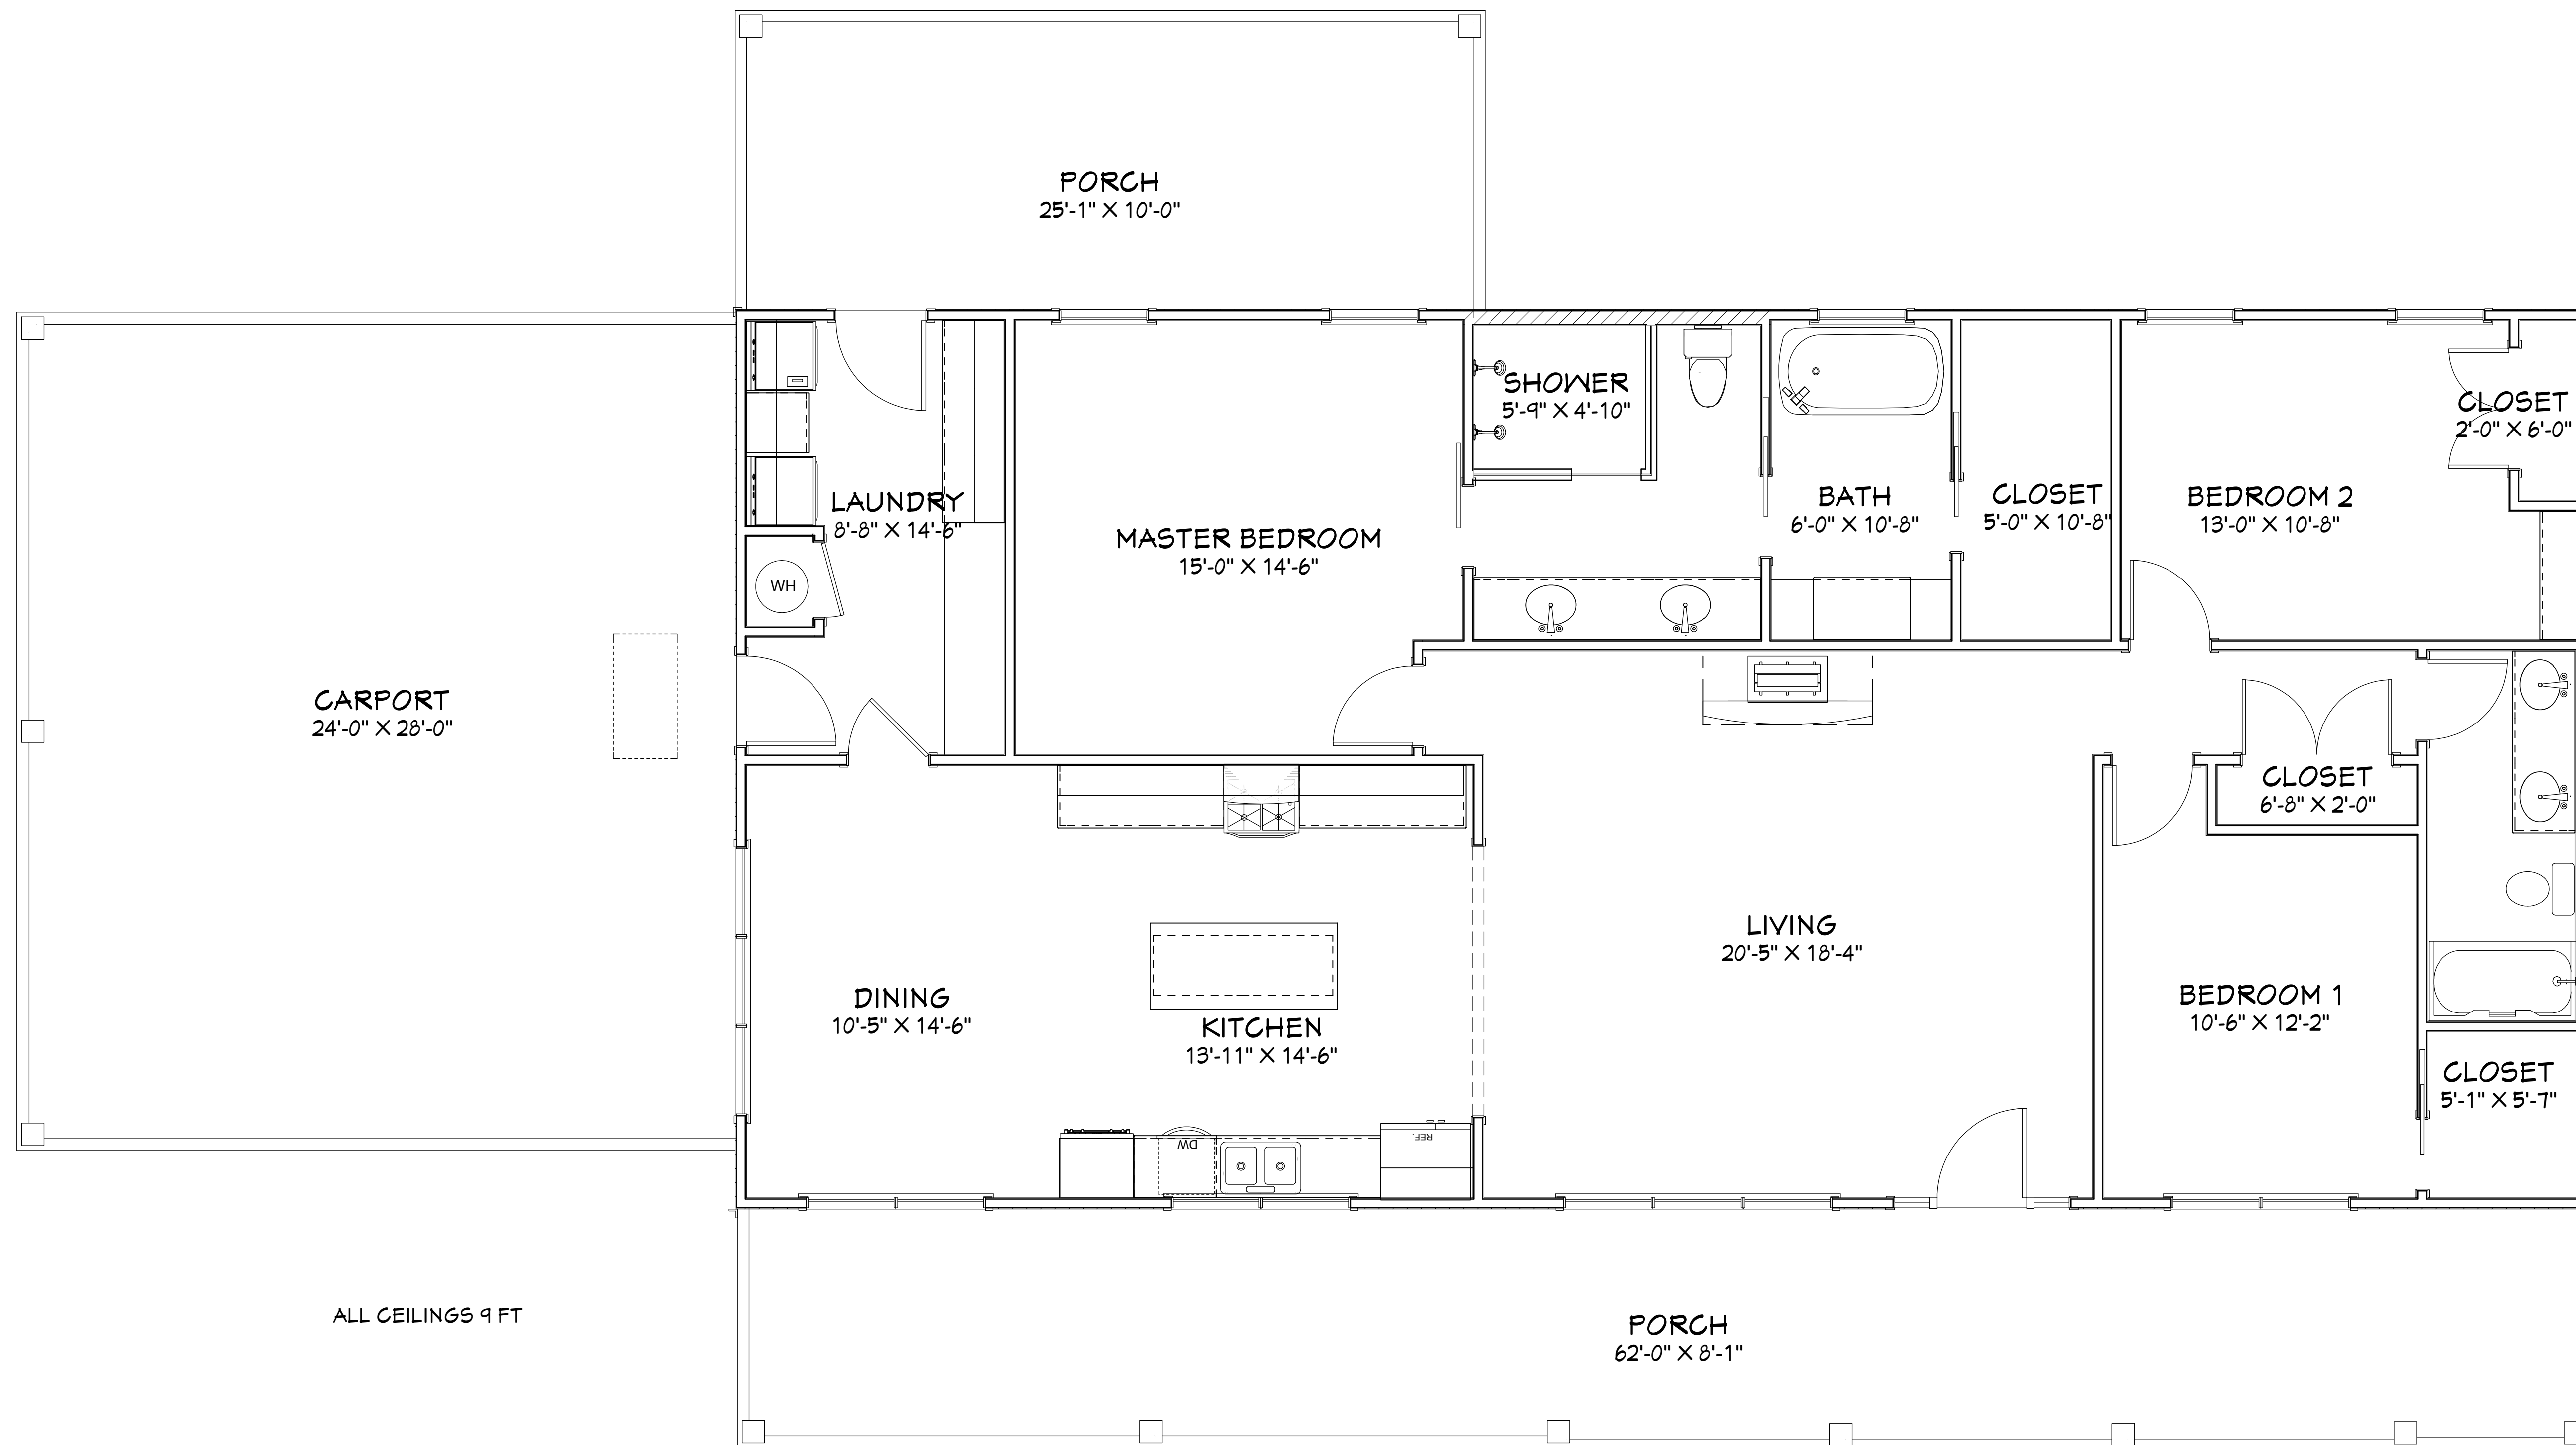 PORCH
25'-1" X 10'-0"
SHOWER
5'-9" X 4'-10"
CLOSET
2'-0" X 6'-0"
LAUNDRY
8'-8" X 14'-6"
MASTER BEDROOM
15'-0" X 14'-6"
BATH
6'-0" X 10'-8"
CLOSET
5'-0" X 10'-8"
BEDROOM 2
13'-0" X 10'-8"
WH
CARPORT
24'-0" X 28'-0"
CLOSET
6'-8" X 2'-0"
LIVING
20'-5" X 18'-4"
DINING
10'-5" X 14'-6"
KITCHEN
13'-11" X 14'-6"
BEDROOM 1
10'-6" X 12'-2"
CLOSET
5'-1" X 5'-7"
DW
REF.
ALL CEILINGS 9 FT
PORCH
62'-0" X 8'-1"